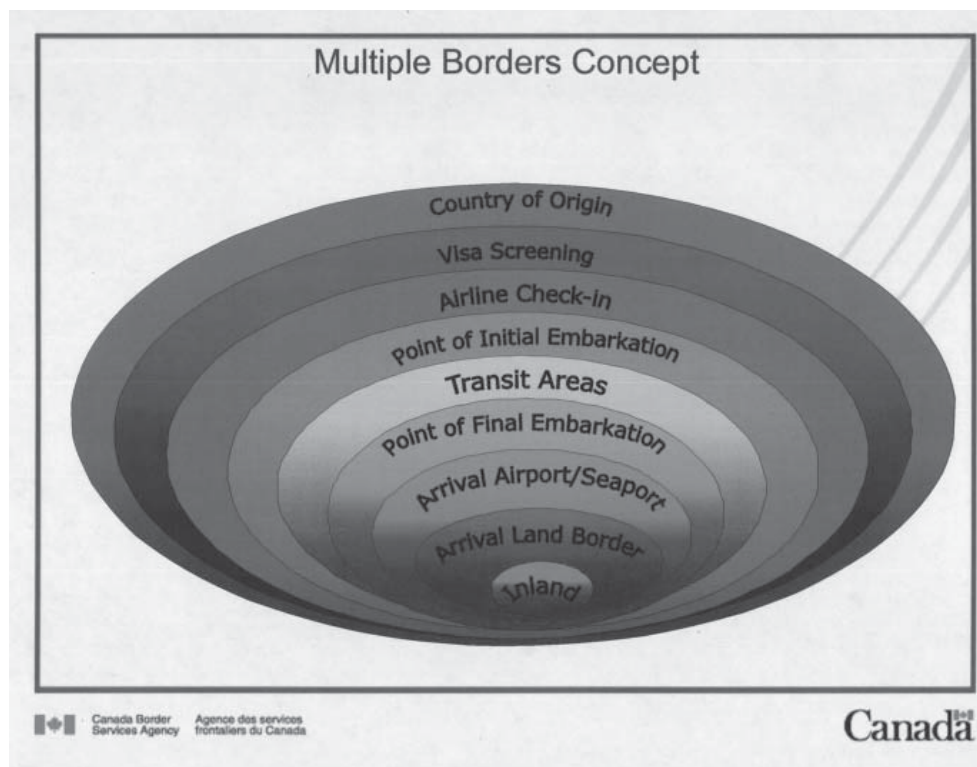 Multiple Borders Concept
Country of Origin
Visa Screening
Airline Check-in
Point of Initial Embarkation
Transit Areas
Point of Final Embarkation
Arrival Airport/Seaport
Arrival Land Border
Inland
Canada Border
Services Agency
Agence des services
frontaliers du Canada
Canada